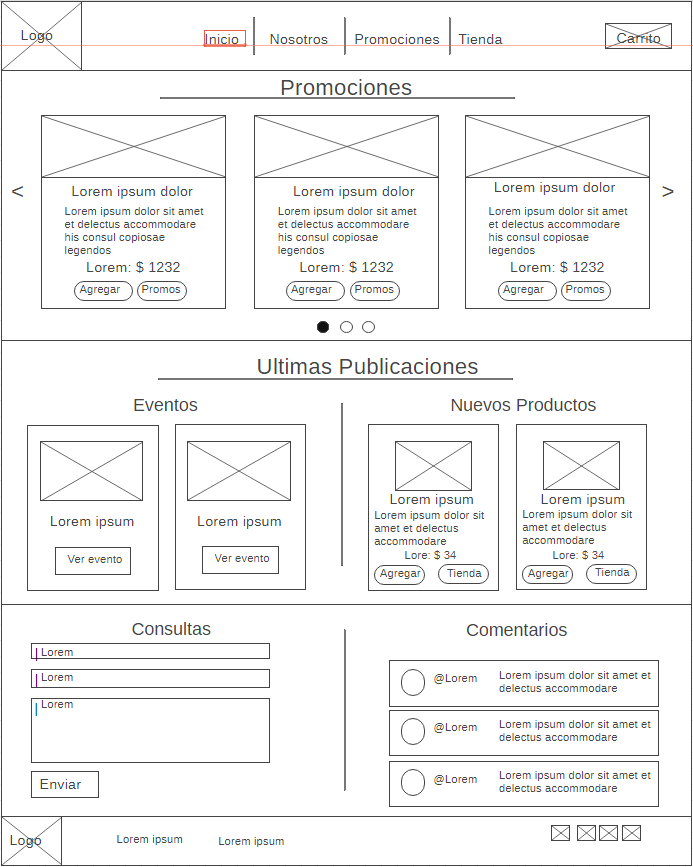 Logo
Inicio
Nosotros
Promociones
Tienda
Carrito
Promociones
<
Lorem ipsum dolor
Lorem ipsum dolor sit amet
et delectus accommodare
his consul copiosae
legendos
Lorem: $ 1232
Agregar
Promos
Lorem ipsum dolor
Lorem ipsum dolor sit amet
et delectus accommodare
his consul copiosae
legendos
Lorem: $ 1232
Agregar
Promos
Lorem ipsum dolor
Lorem ipsum dolor sit amet
et delectus accommodare
his consul copiosae
legendos
Lorem: $ 1232
Agregar
Promos
>
Ultimas Publicaciones
Eventos
Lorem ipsum
Ver evento
Lorem ipsum
Ver evento
Nuevos Productos
Lorem ipsum
Lorem ipsum dolor sit
amet et delectus
accommodare
Lore: $ 34
Agregar
Tienda
Lorem ipsum
Lorem ipsum dolor sit
amet et delectus
accommodare
Lore: $ 34
Agregar
Tienda
Consultas
Lorem
Lorem
Lorem
Enviar
Comentarios
@Lorem
Lorem ipsum dolor sit amet et
delectus accommodare
@Lorem
Lorem ipsum dolor sit amet et
delectus accommodare
@Lorem
Lorem ipsum dolor sit amet et
delectus accommodare
Logo
Lorem ipsum
Lorem ipsum